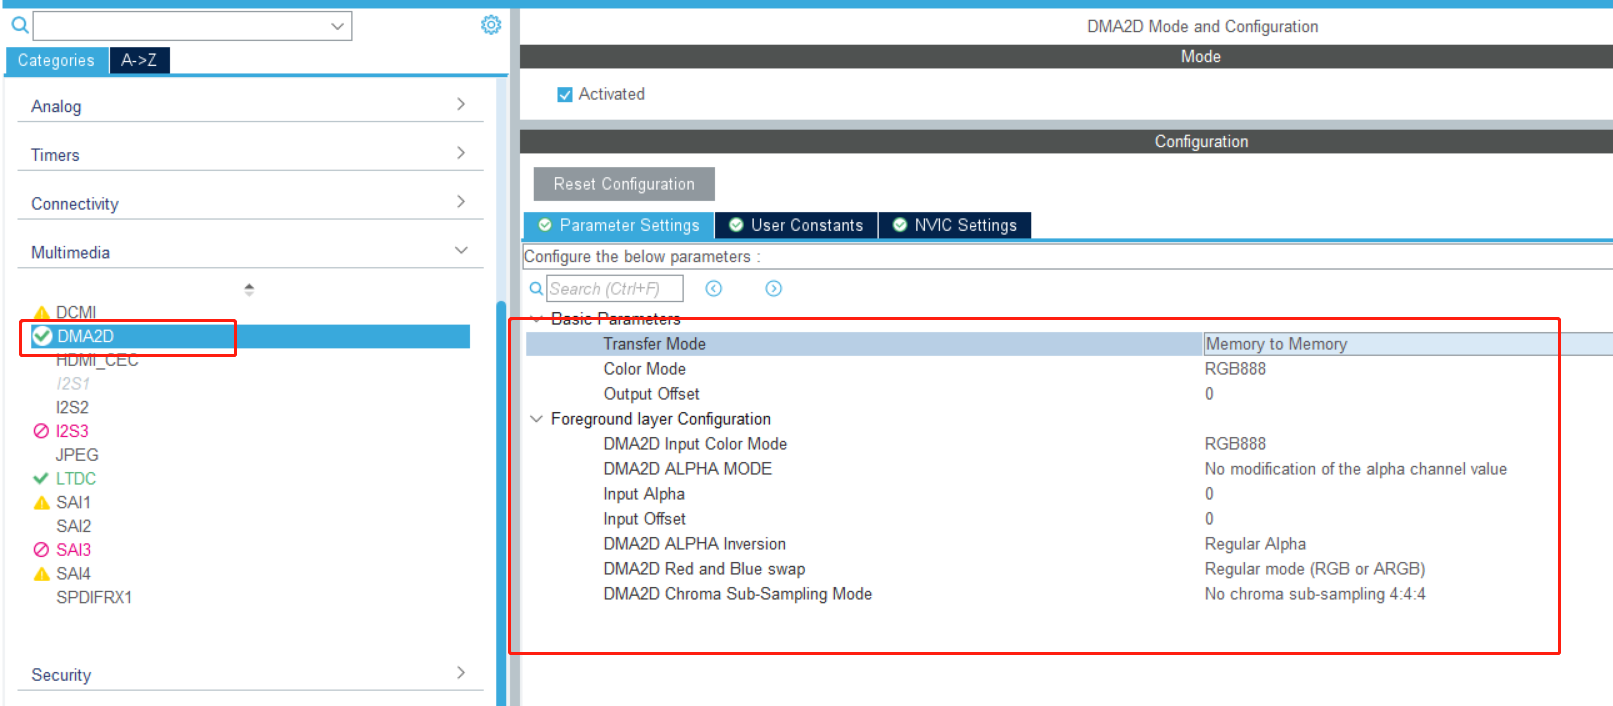 Categories
A->Z
Analog
Timers
Connectivity
Multimedia
DCMI
DMA2D
HDMI_CEC
I2S1
I2S2
I2S3
JPEG
LTDC
SAI1
SAI2
SAI3
SAI4
SPDIFRX1
Security
DMA2D Mode and Configuration
Mode
Activated
Configuration
Reset Configuration
Parameter Settings
User Constants
NVIC Settings
Configure the below parameters :
Search (Ctrl+F)
Basic Parameters
Transfer Mode Memory to Memory
Color Mode RGB888
Output Offset 0
Foreground layer Configuration
DMA2D Input Color Mode RGB888
DMA2D ALPHA MODE No modification of the alpha channel value
Input Alpha 0
Input Offset 0
DMA2D ALPHA Inversion Regular Alpha
DMA2D Red and Blue swap Regular mode (RGB or ARGB)
DMA2D Chroma Sub-Sampling Mode No chroma sub-sampling 4:4:4